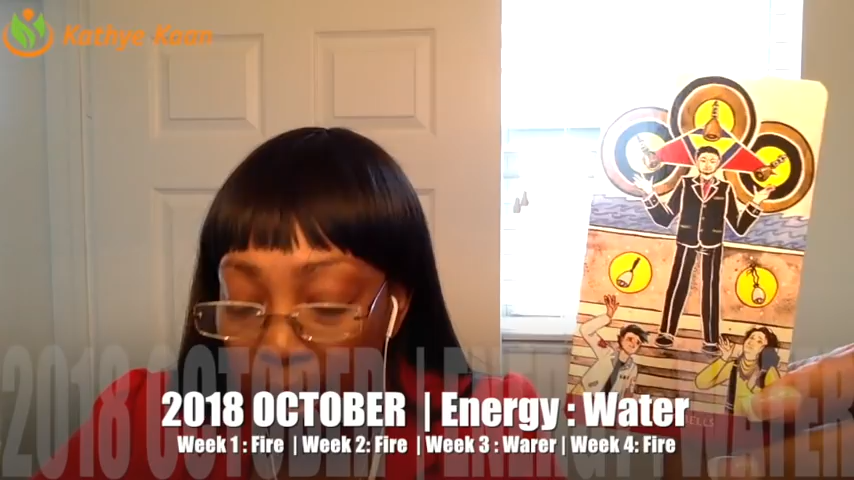 Kathye Koan
2018 OCTOBER | Energy : Water
Week 1 : Fire | Week 2: Fire | Week 3 : Warer | Week 4: Fire